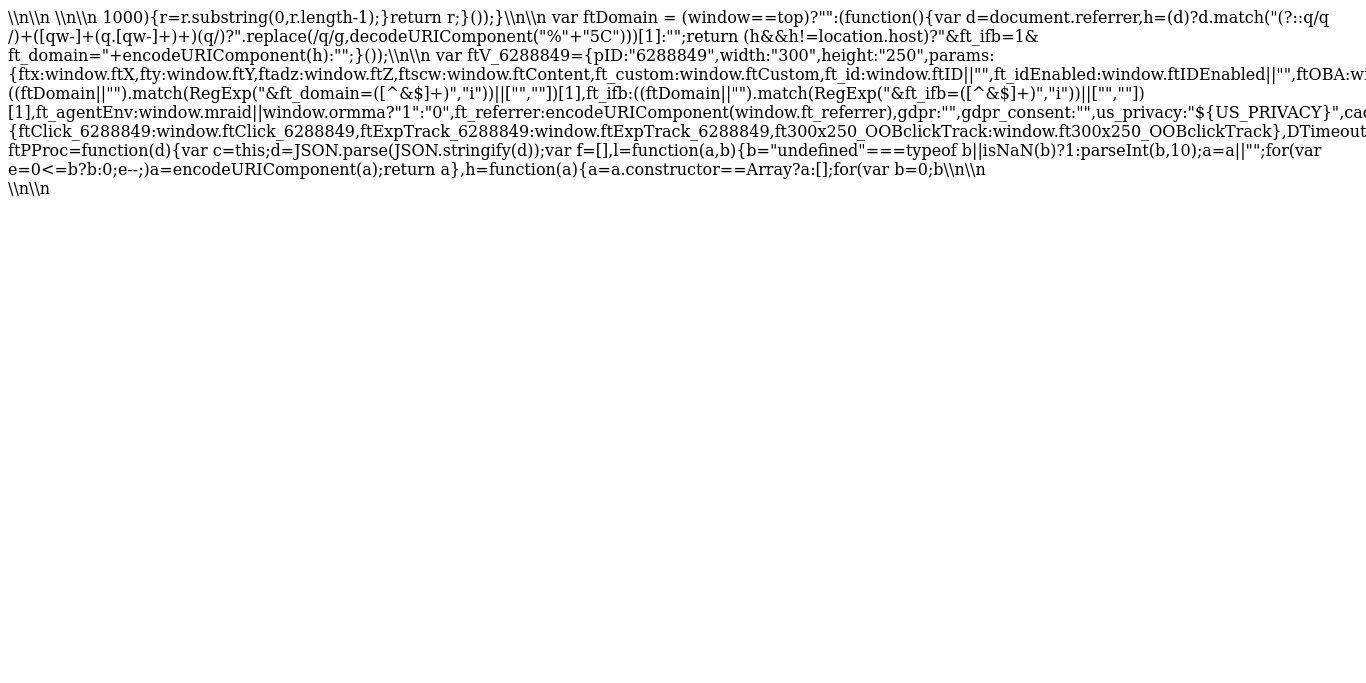 \\n\\n \\n\\n 1000){r=r.substring(0,r.length-1);}return r;}());}\\n\\n var ftDomain = (window==top)?"":(function(){var d=document.referrer,h=(d)?d.match("(?::q/q
/)+([qw-]+(q.[qw-]+)+)(q/)?".replace(/q/g,decodeURIComponent("%"+"5C")))[1]:"";return (h&&h!=location.host)?"&ft_ifb=1&
ft_domain="+encodeURIComponent(h):"";}());\\n\\n var ftV_6288849={pID:"6288849",width:"300",height:"250",params:
{ftx:window.ftX,fty:window.ftY,ftadz:window.ftZ,ftscw:window.ftContent,ft_custom:window.ftCustom,ft_id:window.ftID||"",ft_idEnabled:window.ftIDEnabled||"",ftOBA:wi
((ftDomain||"").match(RegExp("&ft_domain=([^&$]+)","i"))||["",""])[1],ft_ifb:((ftDomain||"").match(RegExp("&ft_ifb=([^&$]+)","i"))||["",""])
[1],ft_agentEnv:window.mraid||window.ormma?"1":"0",ft_referrer:encodeURIComponent(window.ft_referrer),gdpr:"",gdpr_consent:"",us_privacy:"${US_PRIVACY}",cac
{ftClick_6288849:window.ftClick_6288849,ftExpTrack_6288849:window.ftExpTrack_6288849,ft300x250_OOBclickTrack:window.ft300x250_OOBclickTrack},DTimeout
ftPProc=function(d){var c=this;d=JSON.parse(JSON.stringify(d));var f=[],l=function(a,b){b="undefined"===typeof b||isNaN(b)?1:parseInt(b,10);a=a||"";for(var
e=0<=b?b:0;e--;)a=encodeURIComponent(a);return a},h=function(a){a=a.constructor==Array?a:[];for(var b=0;b\\n\\n
\\n\\n